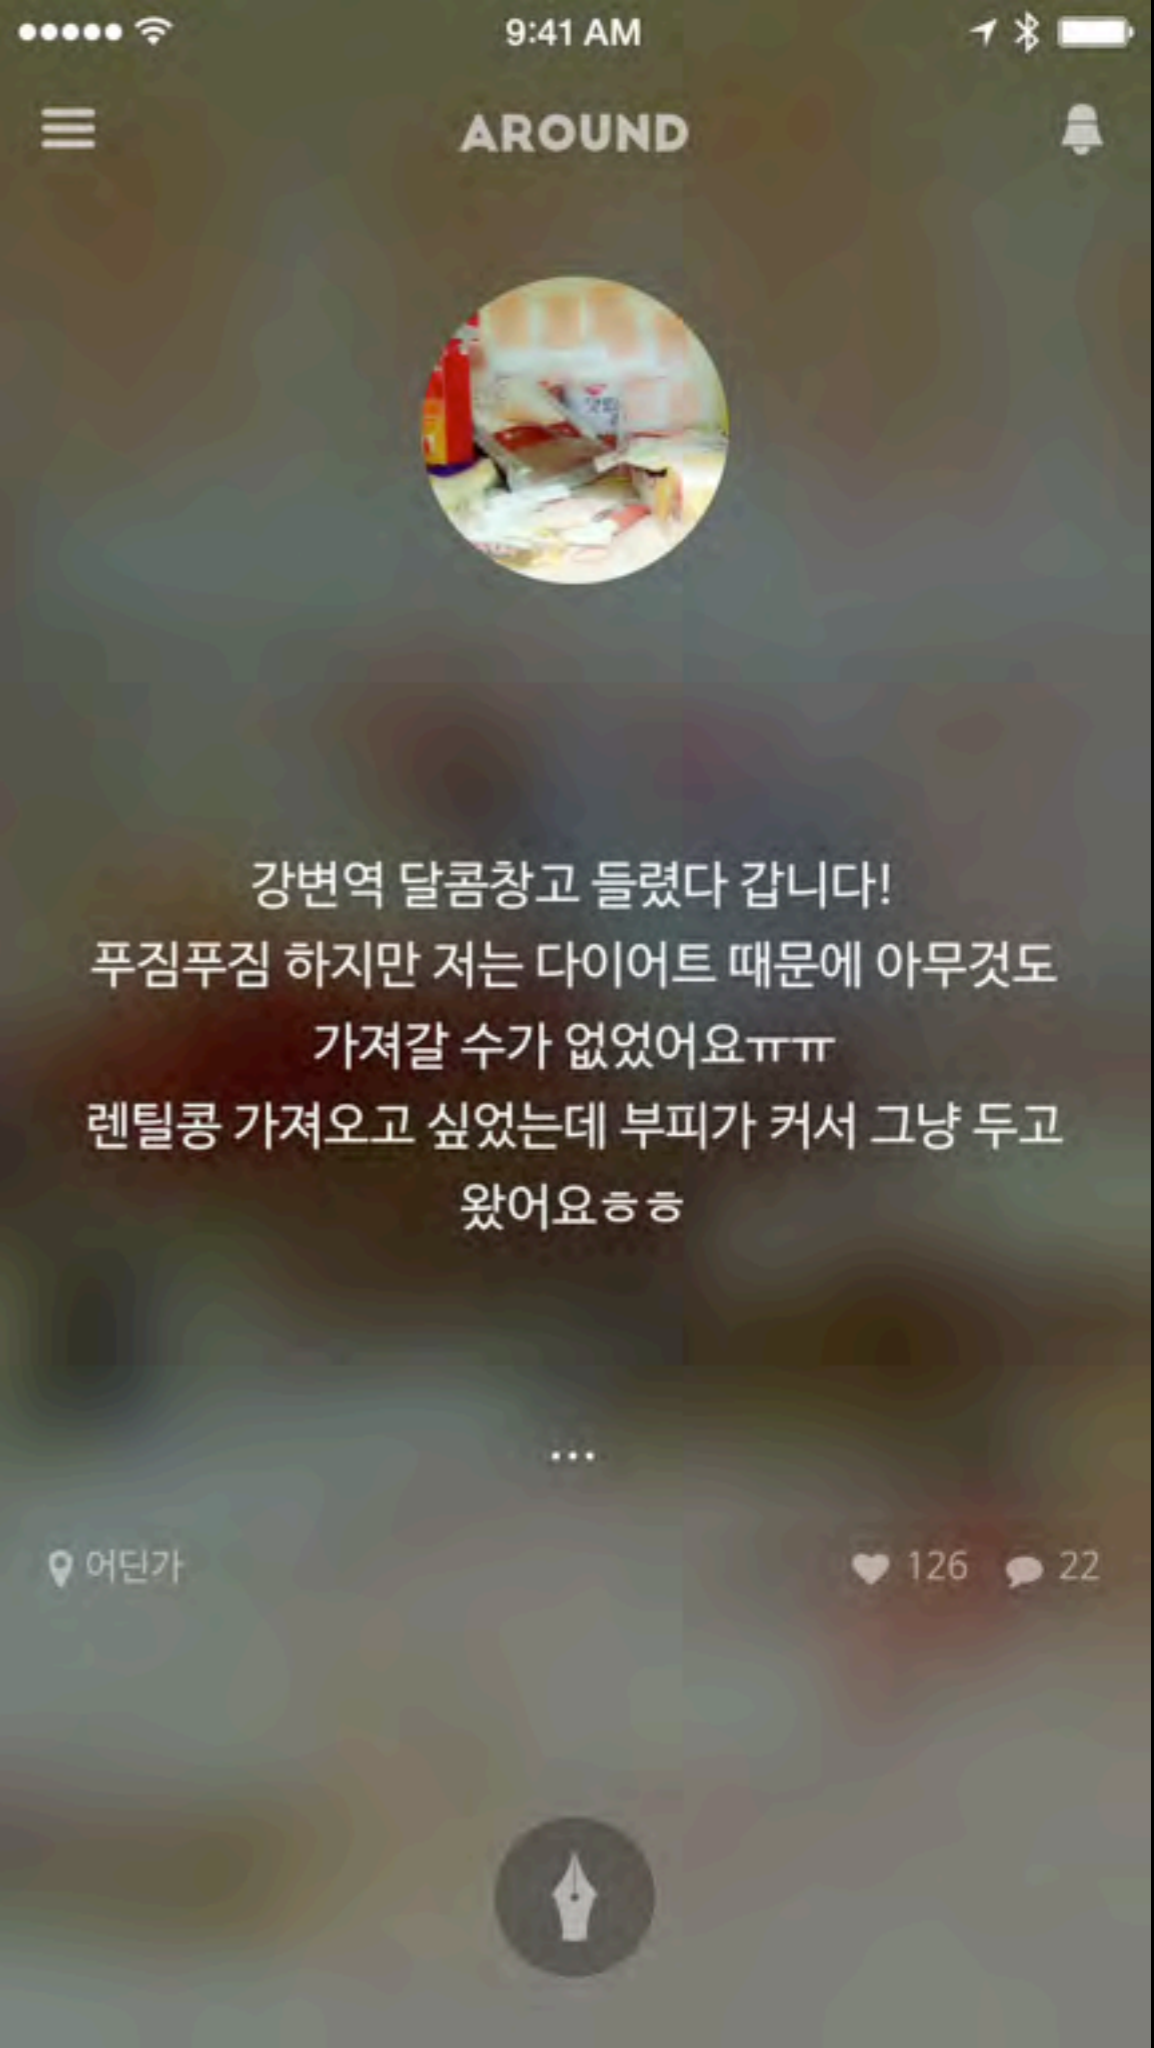 9:41 AM
AROUND
강변역 달콤창고 들렸다 갑니다!
푸짐푸짐 하지만 저는 다이어트 때문에 아무것도
가져갈 수가 없었어요ㅠㅠ
렌틸콩 가져오고 싶었는데 부피가 커서 그냥 두고
왔어요ㅎㅎ
...
어딘가 126 22